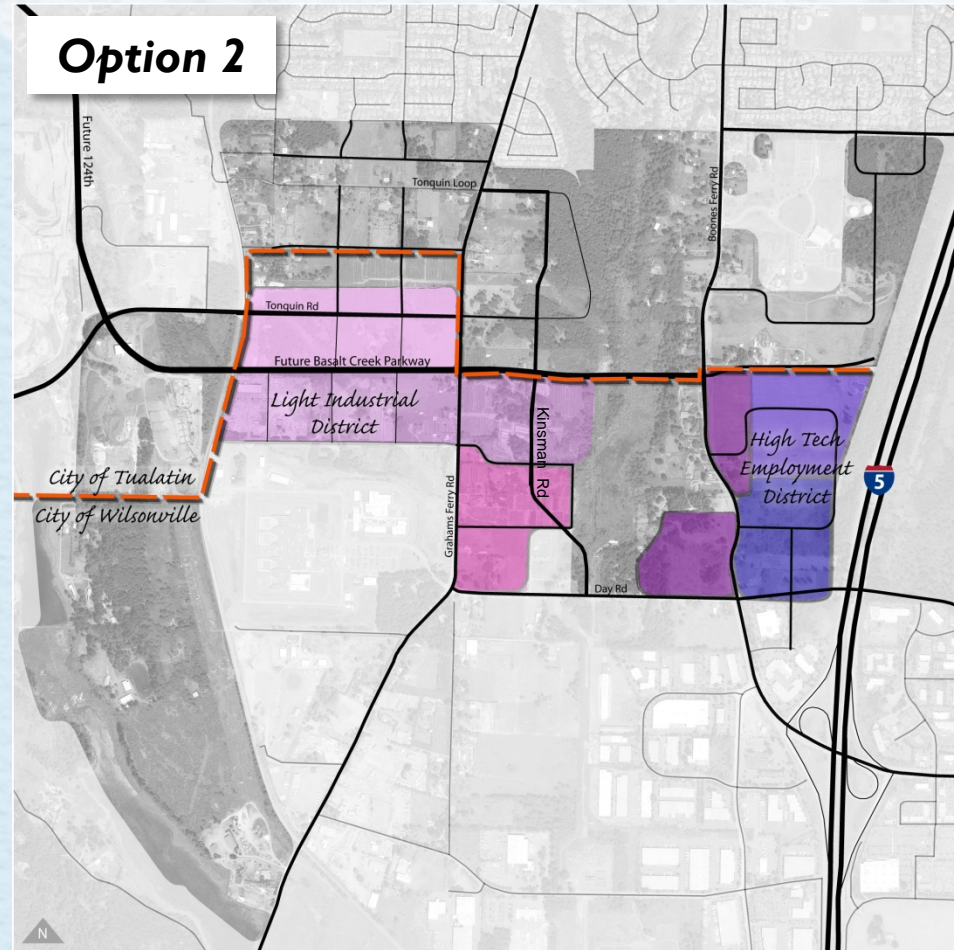 Option 2
Future 124th
Tonquin Loop
Boones Ferry Rd
Tonquin Rd
Future Basalt Creek Parkway
Light Industrial
District
Kinsman Rd
High Tech
Employment
District
City of Tualatin
City of Wilsonville
Grahams Ferry Rd
5
Day Rd
N